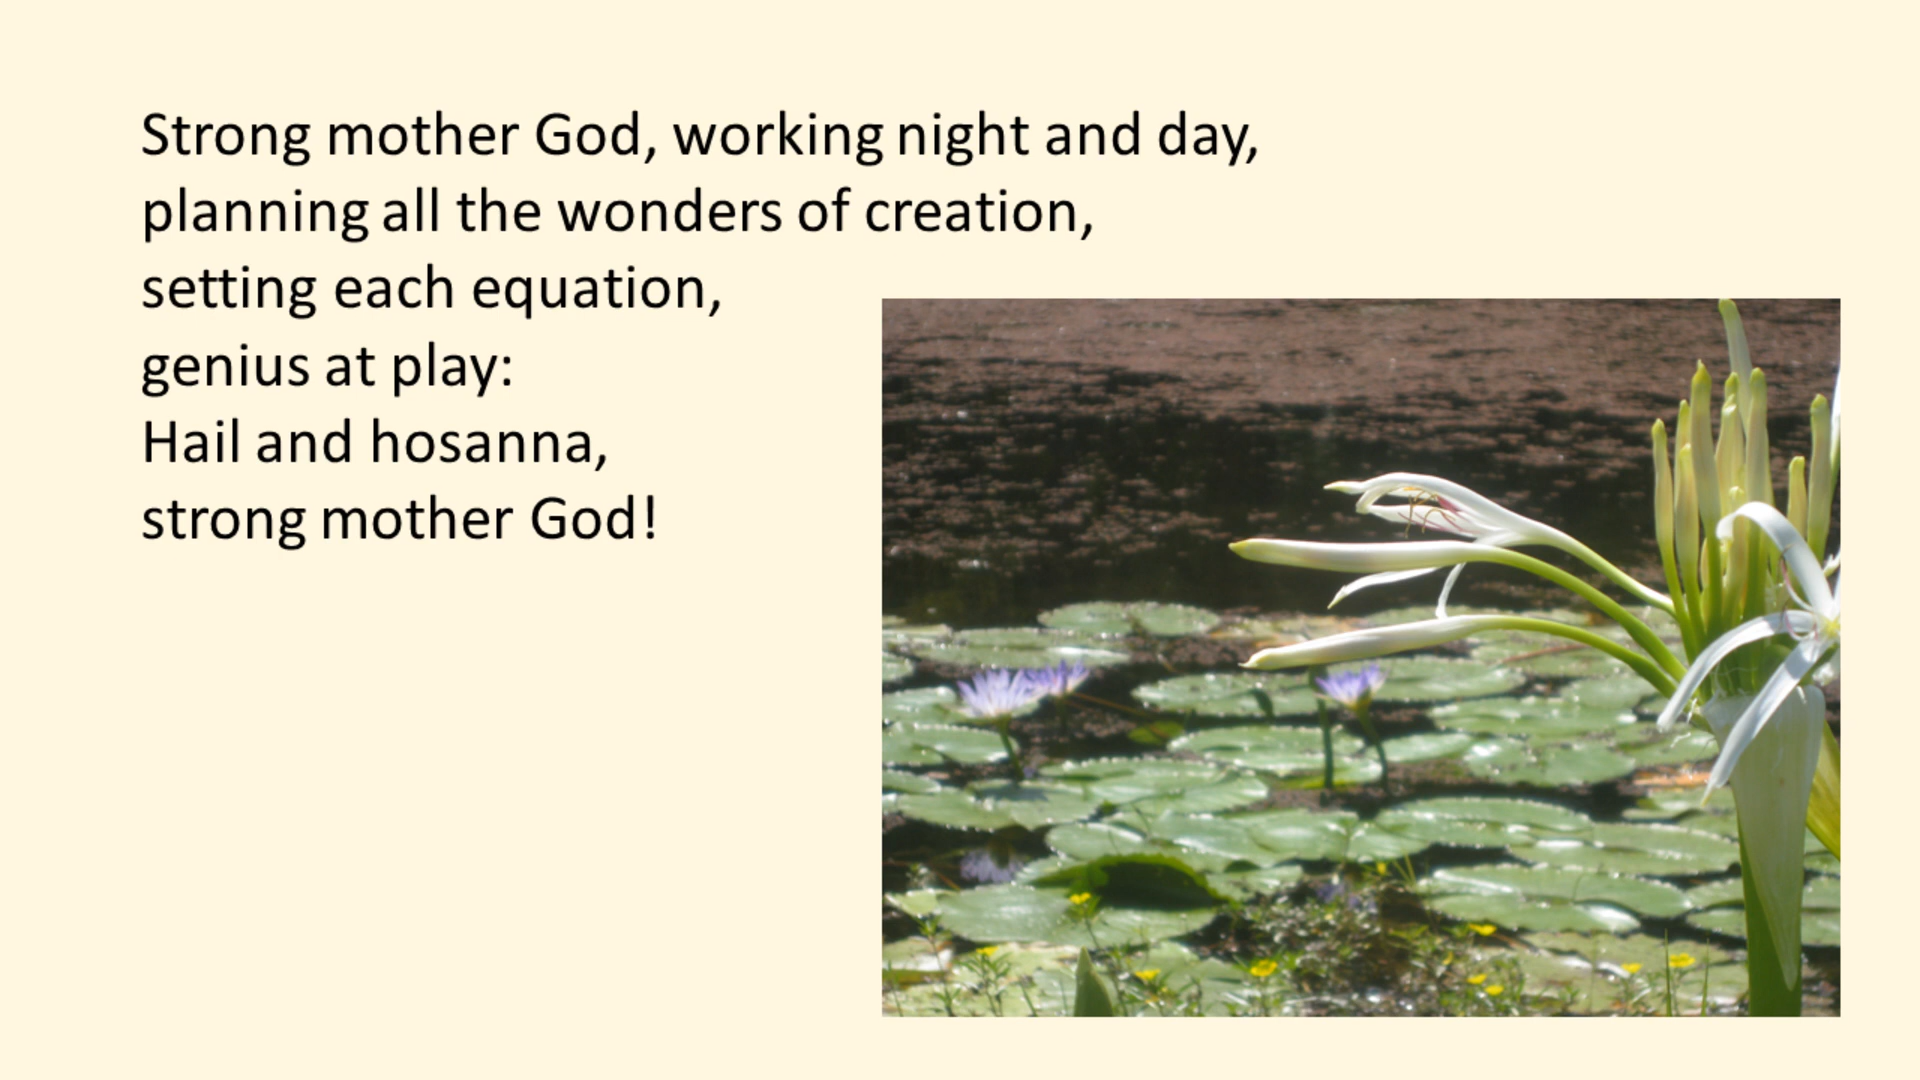 Strong mother God, working night and day,
planning all the wonders of creation,
setting each equation,
genius at play:
Hail and hosanna,
strong mother God!